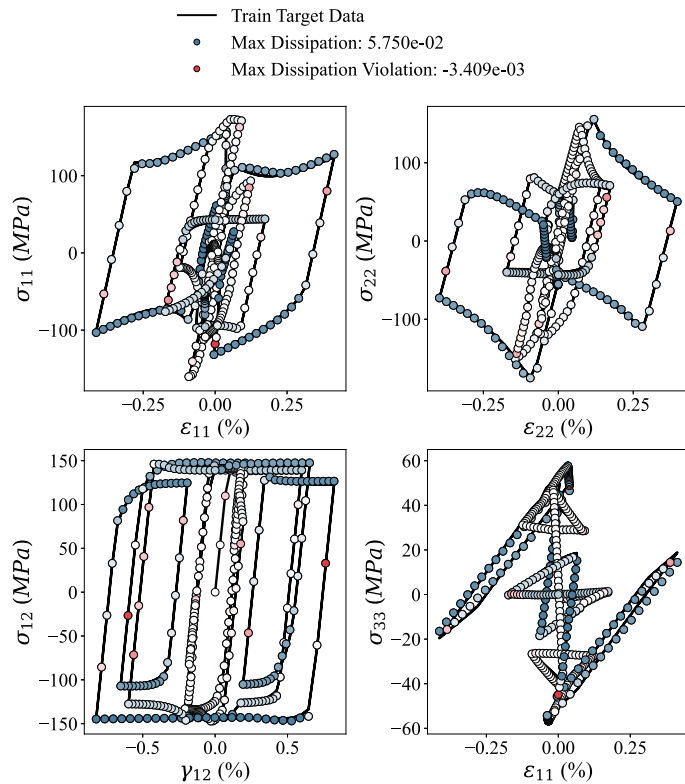 Train Target Data
Max Dissipation: 5.750e-02
Max Dissipation Violation: -3.409e-03
100
0
−100
σ11 (MPa)
−0.25
0.00
0.25
ε11 (%)
100
0
−100
σ22 (MPa)
−0.25
0.00
0.25
ε22 (%)
150
100
50
0
−50
−100
−150
σ12 (MPa)
−0.5
0.0
0.5
γ12 (%)
60
40
20
0
−20
−40
−60
σ33 (MPa)
−0.25
0.00
0.25
ε11 (%)